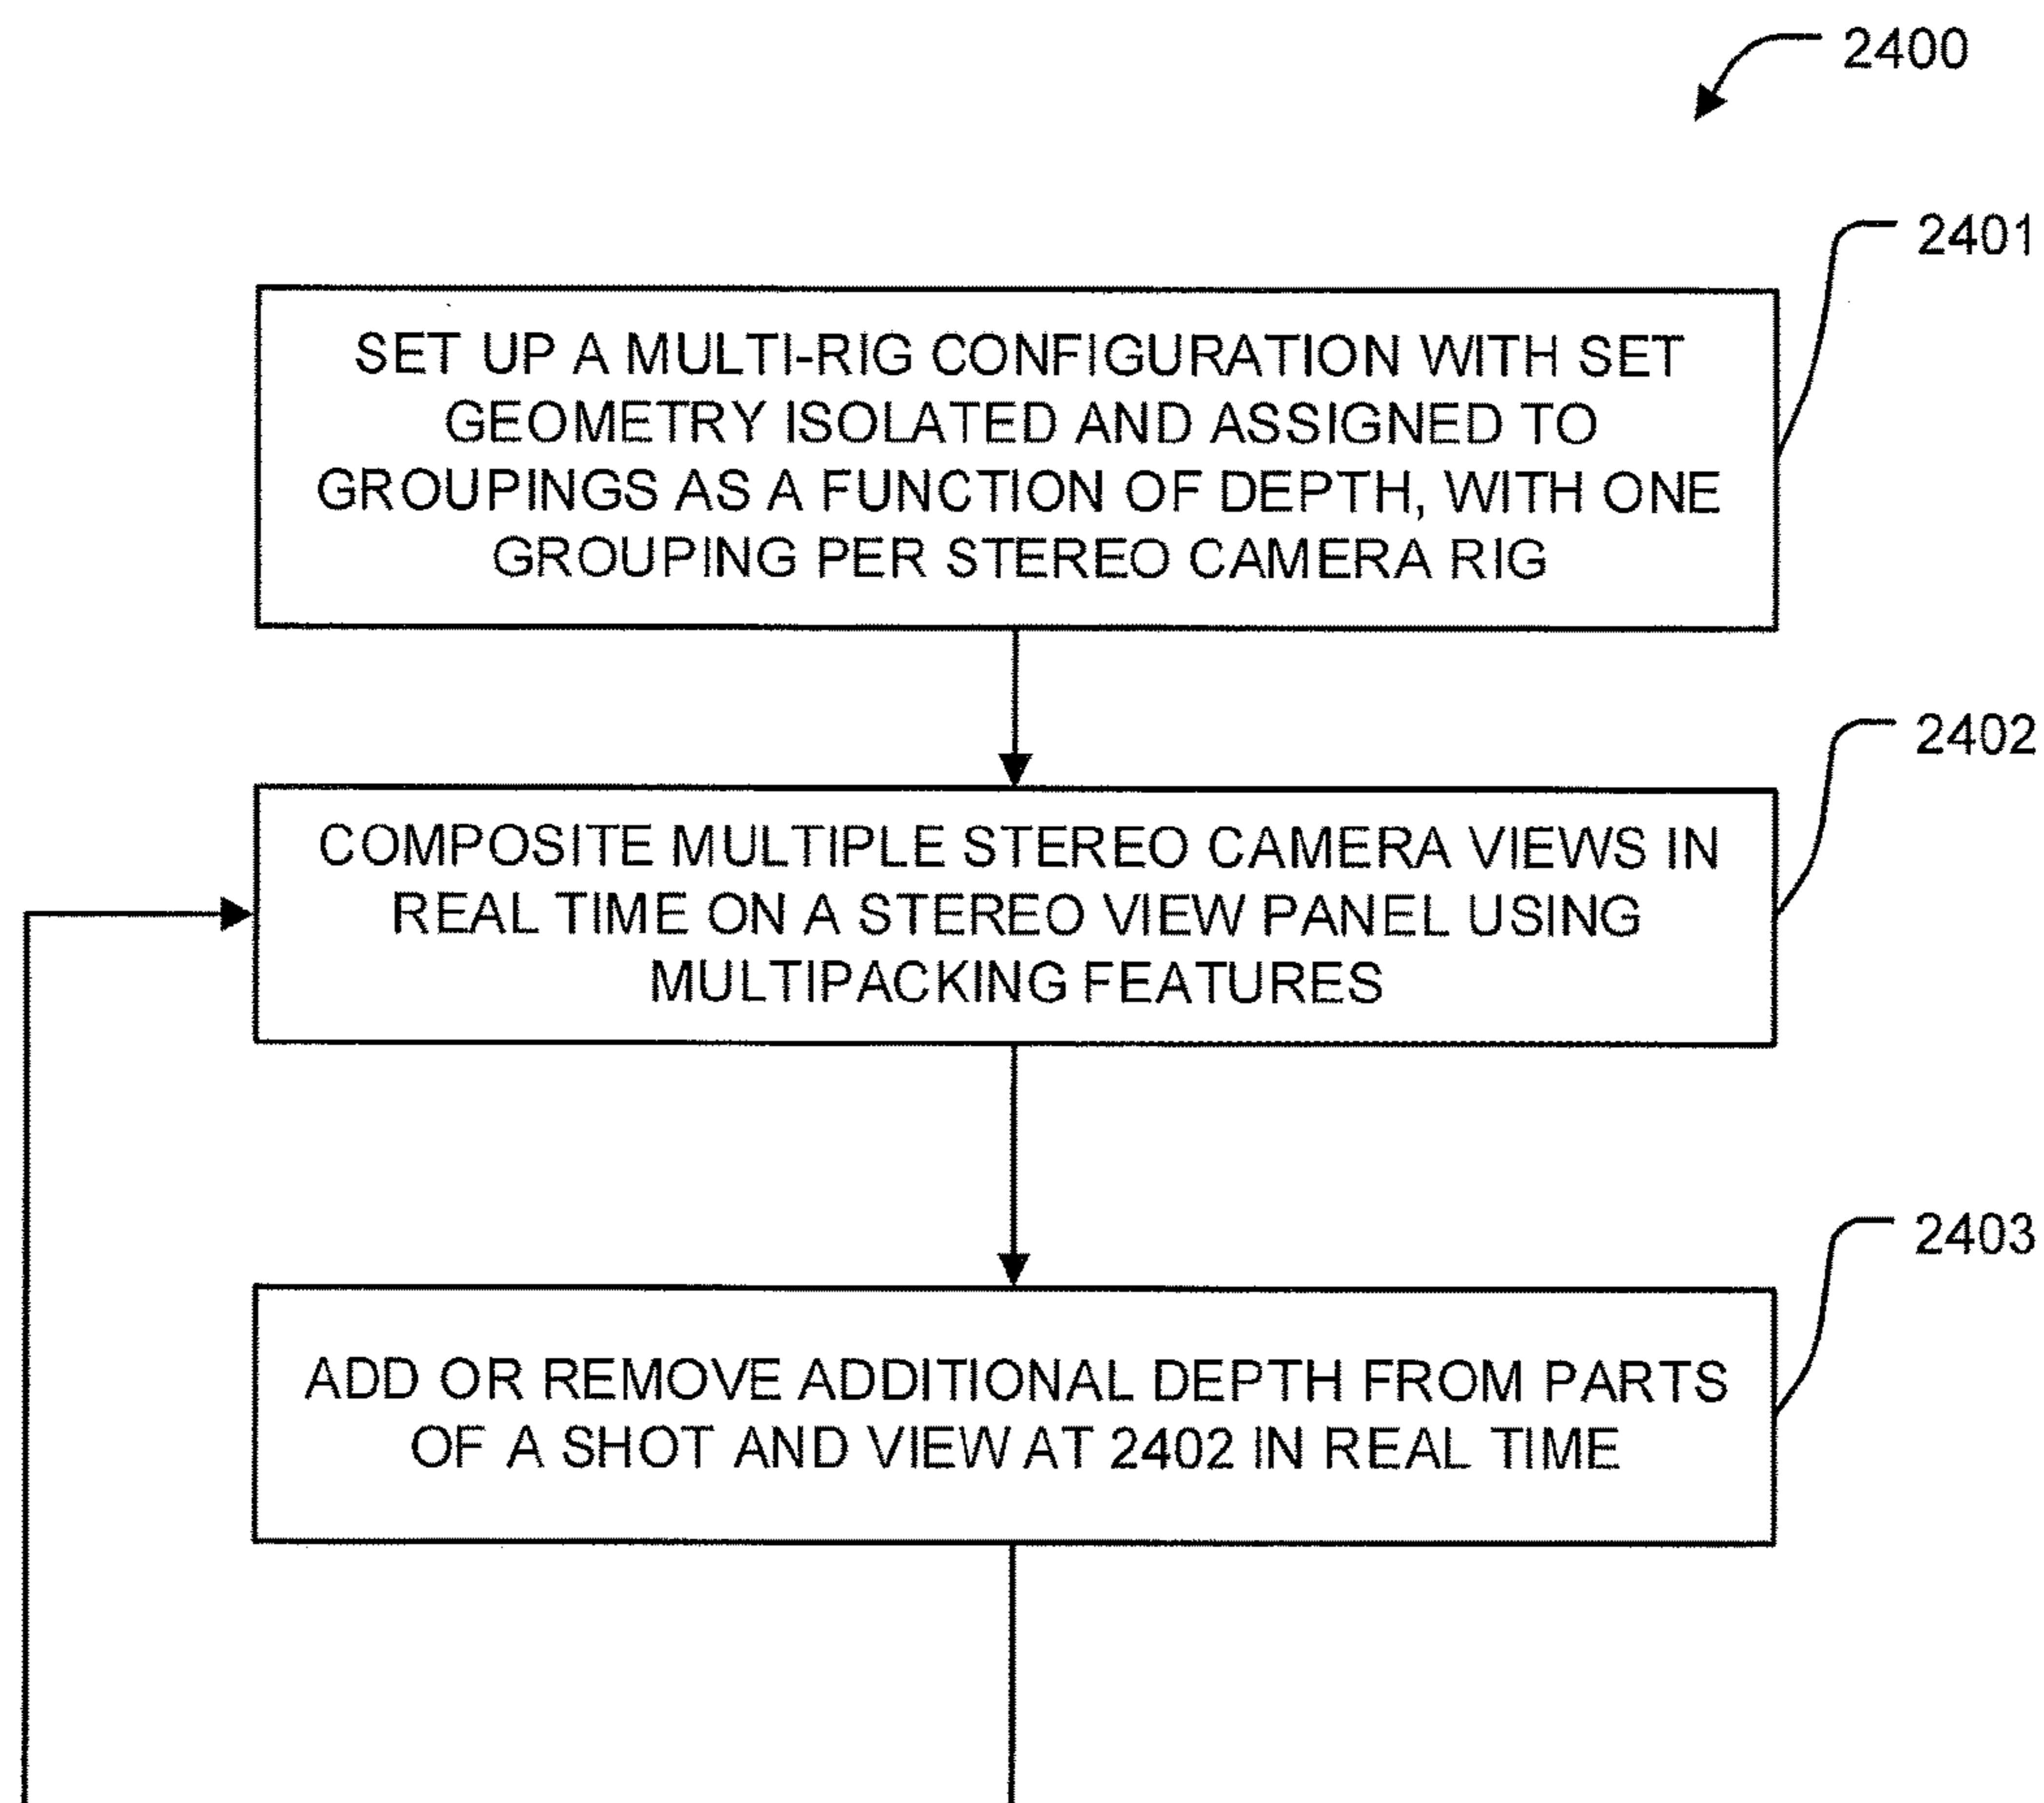 2400
2401
SET UP A MULTI-RIG CONFIGURATION WITH SET
GEOMETRY ISOLATED AND ASSIGNED TO
GROUPINGS AS A FUNCTION OF DEPTH, WITH ONE
GROUPING PER STEREO CAMERA RIG
2402
COMPOSITE MULTIPLE STEREO CAMERA VIEWS IN
REAL TIME ON A STEREO VIEW PANEL USING
MULTIPACKING FEATURES
2403
ADD OR REMOVE ADDITIONAL DEPTH FROM PARTS
OF A SHOT AND VIEW AT 2402 IN REAL TIME